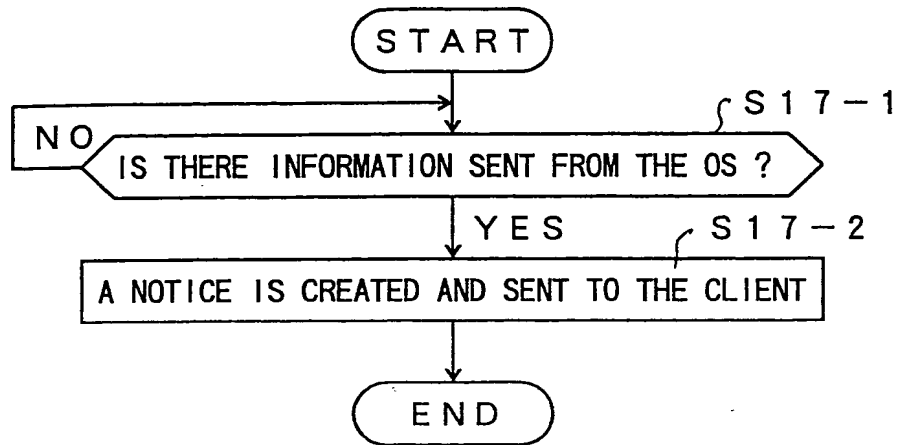 START
S17-1
NO
IS THERE INFORMATION SENT FROM THE OS ?
YES
S17-2
A NOTICE IS CREATED AND SENT TO THE CLIENT
END